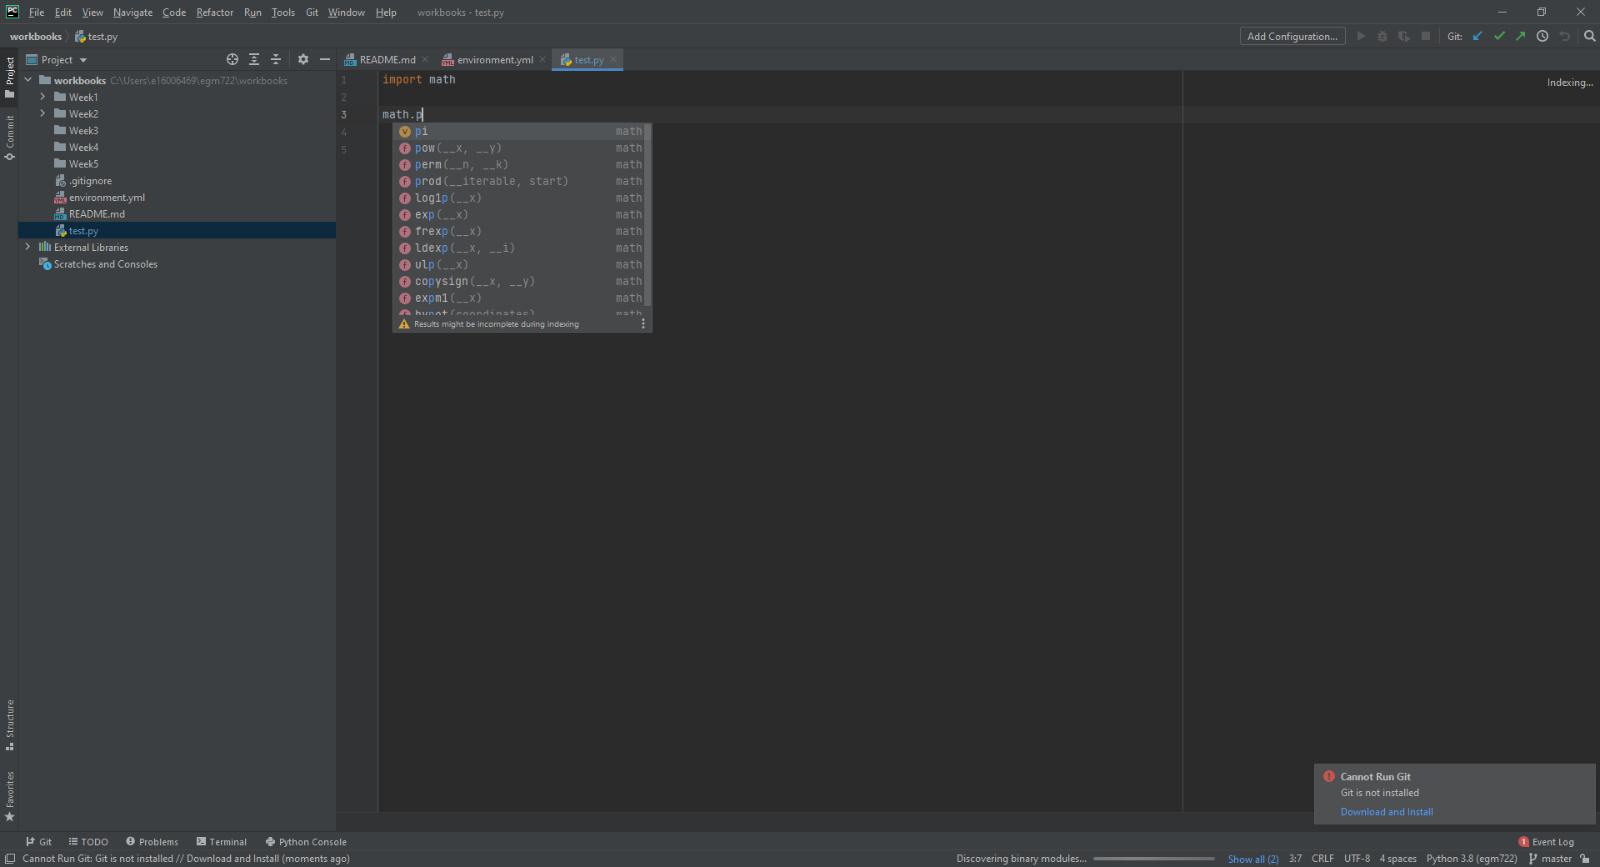 PC File Edit View Navigate Code Refactor Run Tools Git Window Help workbooks - test.py
workbooks test.py Add Configuration... Git:
Project README.md environment.yml test.py
workbooks C:\Users\e16006469\egm722\workbooks
Week1
Week2
Week3
Week4
Week5
.gitignore
environment.yml
README.md
test.py
External Libraries
Scratches and Consoles
Project
Commit
Structure
Favorites
1 import math
2
3 math.p
4
5
Indexing...
pi math
pow(__x, __y) math
perm(__n, __k) math
prod(__iterable, start) math
log1p(__x) math
exp(__x) math
frexp(__x) math
ldexp(__x, __i) math
ulp(__x) math
copysign(__x, __y) math
expm1(__x) math
hypot(coordinates) math
Results might be incomplete during indexing
Cannot Run Git
Git is not installed
Download and Install
Git TODO Problems Terminal Python Console 1 Event Log
Cannot Run Git: Git is not installed // Download and Install (moments ago) Discovering binary modules... Show all (2) 3:7 CRLF UTF-8 4 spaces Python 3.8 (egm722) master